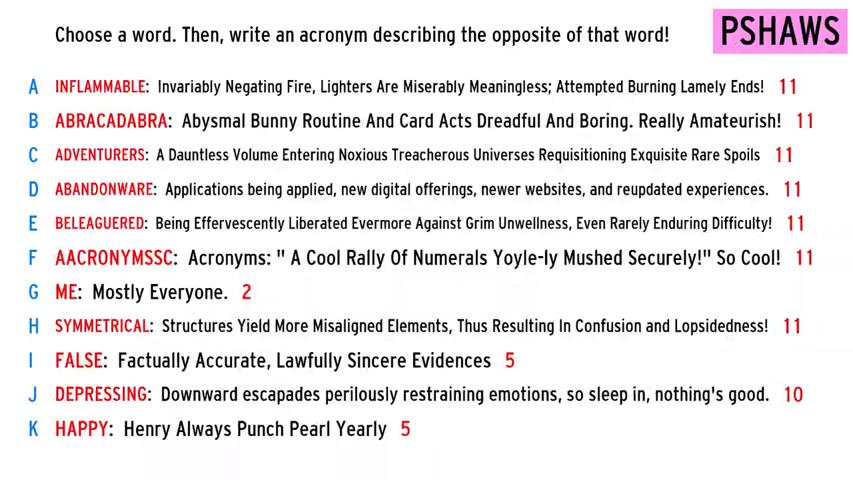 Choose a word. Then, write an acronym describing the opposite of that word! PSHAWS
A INFLAMMABLE: Invariably Negating Fire, Lighters Are Miserably Meaningless; Attempted Burning Lamely Ends! 11
B ABRACADABRA: Abysmal Bunny Routine And Card Acts Dreadful And Boring. Really Amateurish! 11
C ADVENTURERS: A Dauntless Volume Entering Noxious Treacherous Universes Requisitioning Exquisite Rare Spoils 11
D ABANDONWARE: Applications being applied, new digital offerings, newer websites, and reupdated experiences. 11
E BELEAGUERED: Being Effervescently Liberated Evermore Against Grim Unwellness, Even Rarely Enduring Difficulty! 11
F AACRONYMSSC: Acronyms: " A Cool Rally Of Numerals Yoyle-ly Mushed Securely!" So Cool! 11
G ME: Mostly Everyone. 2
H SYMMETRICAL: Structures Yield More Misaligned Elements, Thus Resulting In Confusion and Lopsidedness! 11
I FALSE: Factually Accurate, Lawfully Sincere Evidences 5
J DEPRESSING: Downward escapades perilously restraining emotions, so sleep in, nothing's good. 10
K HAPPY: Henry Always Punch Pearl Yearly 5